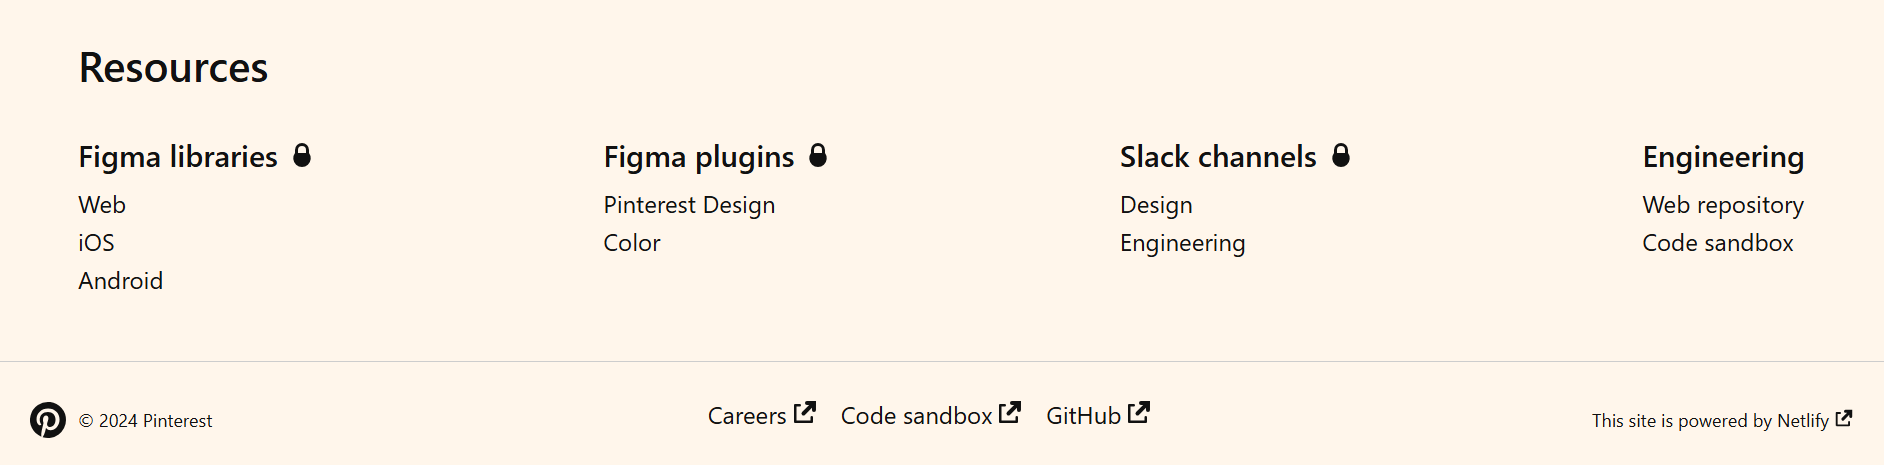 Resources
Figma libraries
Web
iOS
Android
Figma plugins
Pinterest Design
Color
Slack channels
Design
Engineering
Engineering
Web repository
Code sandbox
© 2024 Pinterest
Careers
Code sandbox
GitHub
This site is powered by Netlify